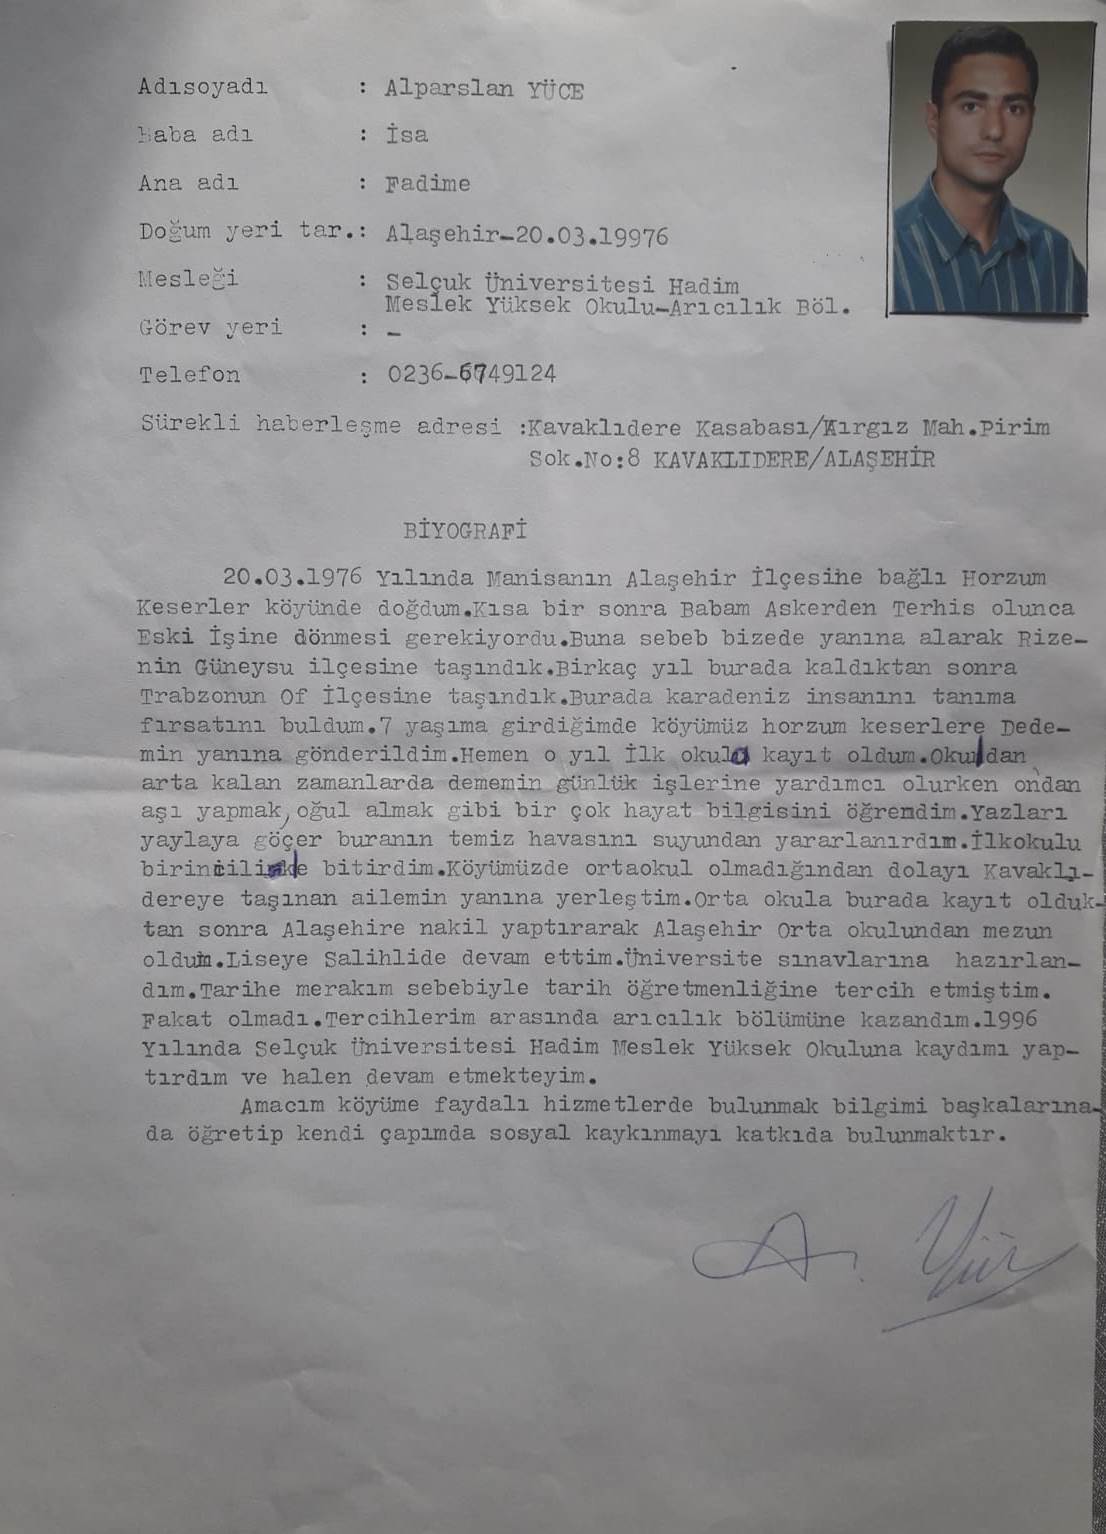 Adısoyadı : Alparslan YÜCE
Baba adı : İsa
Ana adı : Fadime
Doğum yeri tar.: Alaşehir-20.03.19976
Mesleği : Selçuk Üniversitesi Hadim
Meslek Yüksek Okulu-Arıcılık Böl.
Görev yeri : -
Telefon : 0236-6749124
Sürekli haberleşme adresi :Kavaklıdere Kasabası/Kırgız Mah.Pirim
Sok.No:8 KAVAKLIDERE/ALAŞEHİR
BİYOGRAFİ
20.03.1976 Yılında Manisanın Alaşehir İlçesine bağlı Horzum
Keserler köyünde doğdum.Kısa bir sonra Babam Askerden Terhis olunca
Eski İşine dönmesi gerekiyordu.Buna sebeb bizede yanına alarak Rize-
nin Güneysu ilçesine taşındık.Birkaç yıl burada kaldıktan sonra
Trabzonun Of İlçesine taşındık.Burada karadeniz insanını tanıma
fırsatını buldum.7 yaşıma girdiğimde köyümüz horzum keserlere Dede-
min yanına gönderildim.Hemen o yıl İlk okula kayıt oldum.Okuldan
arta kalan zamanlarda dememin günlük işlerine yardımcı olurken ondan
aşı yapmak, oğul almak gibi bir çok hayat bilgisini öğrendim.Yazları
yaylaya göçer buranın temiz havasını suyundan yararlanırdım.İlkokulu
birincilikle bitirdim.Köyümüzde ortaokul olmadığından dolayı Kavaklı-
dereye taşınan ailemin yanına yerleştim.Orta okula burada kayıt olduk-
tan sonra Alaşehire nakil yaptırarak Alaşehir Orta okulundan mezun
oldum.Liseye Salihlide devam ettim.Üniversite sınavlarına hazırlan-
dım.Tarihe merakım sebebiyle tarih öğretmenliğine tercih etmiştim.
Fakat olmadı.Tercihlerim arasında arıcılık bölümüne kazandım.1996
Yılında Selçuk Üniversitesi Hadim Meslek Yüksek Okuluna kaydımı yap-
tırdım ve halen devam etmekteyim.
Amacım köyüme faydalı hizmetlerde bulunmak bilgimi başkalarına-
da öğretip kendi çapımda sosyal kaykınmayı katkıda bulunmaktır.